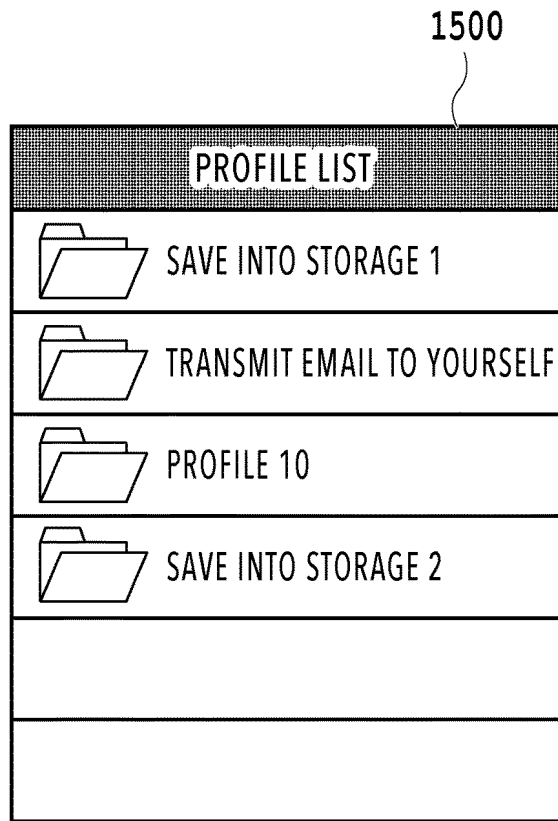 1500
PROFILE LIST
SAVE INTO STORAGE 1
TRANSMIT EMAIL TO YOURSELF
PROFILE 10
SAVE INTO STORAGE 2